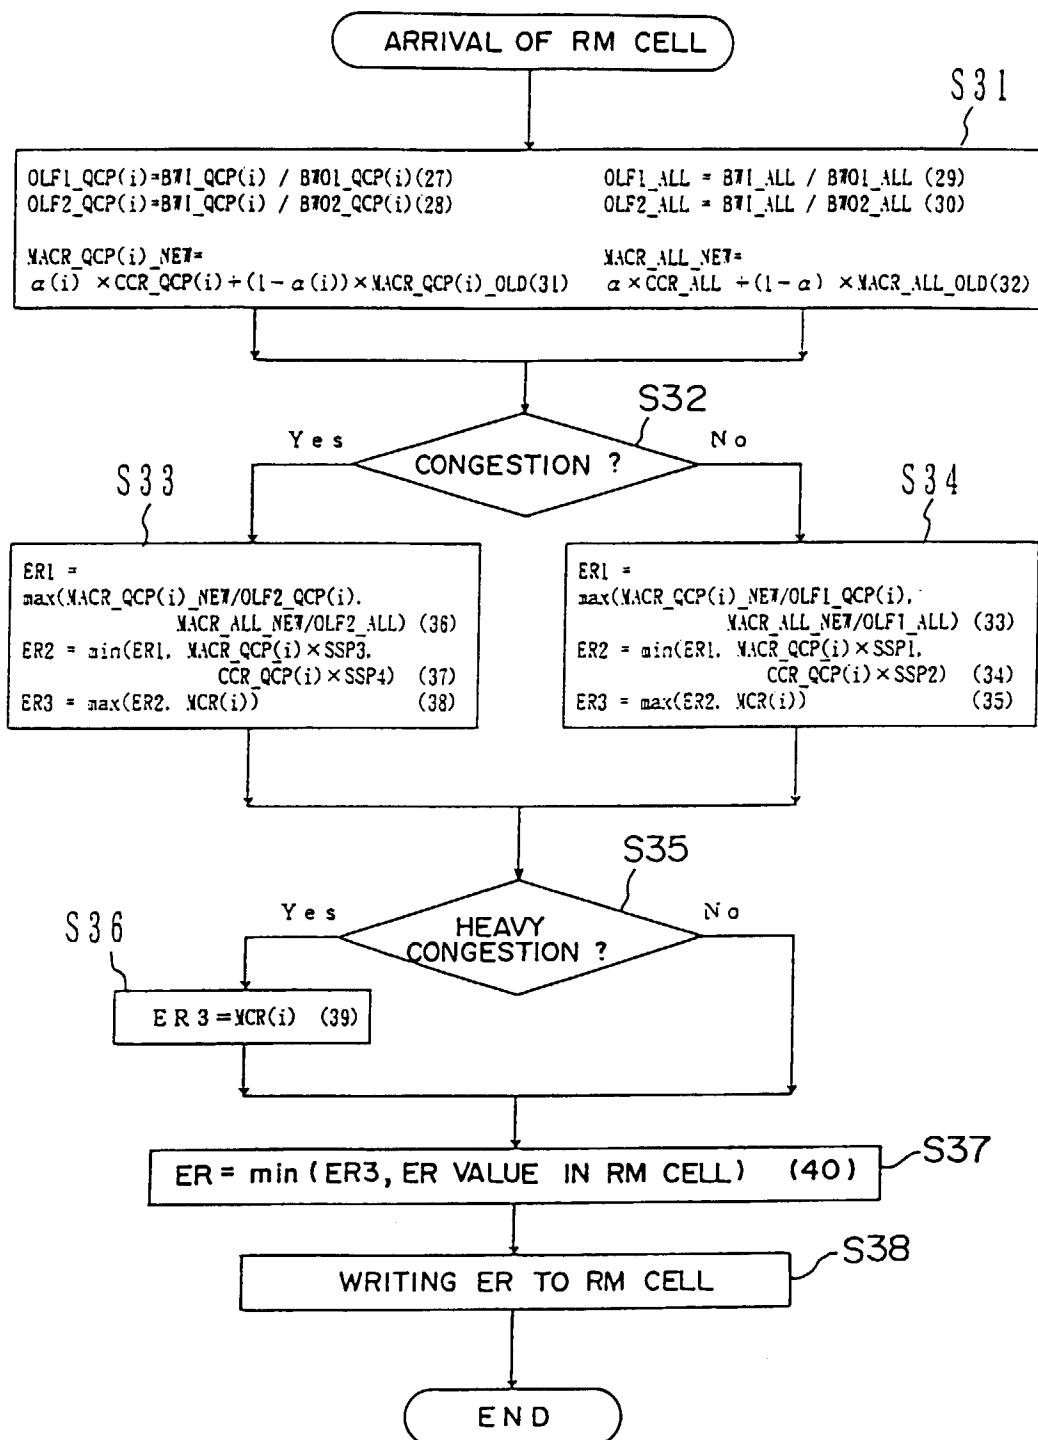 ARRIVAL OF RM CELL
S31
OLF1_QCP(i)=BWI_QCP(i) / BWO1_QCP(i)(27)
OLF2_QCP(i)=BWI_QCP(i) / BWO2_QCP(i)(28)
MACR_QCP(i)_NEW=
α(i) ×CCR_QCP(i)+(1-α(i))×MACR_QCP(i)_OLD(31)
OLF1_ALL = BWI_ALL / BWO1_ALL (29)
OLF2_ALL = BWI_ALL / BWO2_ALL (30)
MACR_ALL_NEW=
α×CCR_ALL +(1-α) ×MACR_ALL_OLD(32)
S32
Yes
CONGESTION ?
No
S33
ER1 =
max(MACR_QCP(i)_NEW/OLF2_QCP(i).
MACR_ALL_NEW/OLF2_ALL) (36)
ER2 = min(ER1. MACR_QCP(i)×SSP3.
CCR_QCP(i)×SSP4) (37)
ER3 = max(ER2. MCR(i)) (38)
S34
ER1 =
max(MACR_QCP(i)_NEW/OLF1_QCP(i).
MACR_ALL_NEW/OLF1_ALL) (33)
ER2 = min(ER1. MACR_QCP(i)×SSP1.
CCR_QCP(i)×SSP2) (34)
ER3 = max(ER2. MCR(i)) (35)
S35
Yes
HEAVY
CONGESTION ?
No
S36
ER3=MCR(i) (39)
ER = min (ER3, ER VALUE IN RM CELL) (40)
S37
WRITING ER TO RM CELL
S38
END